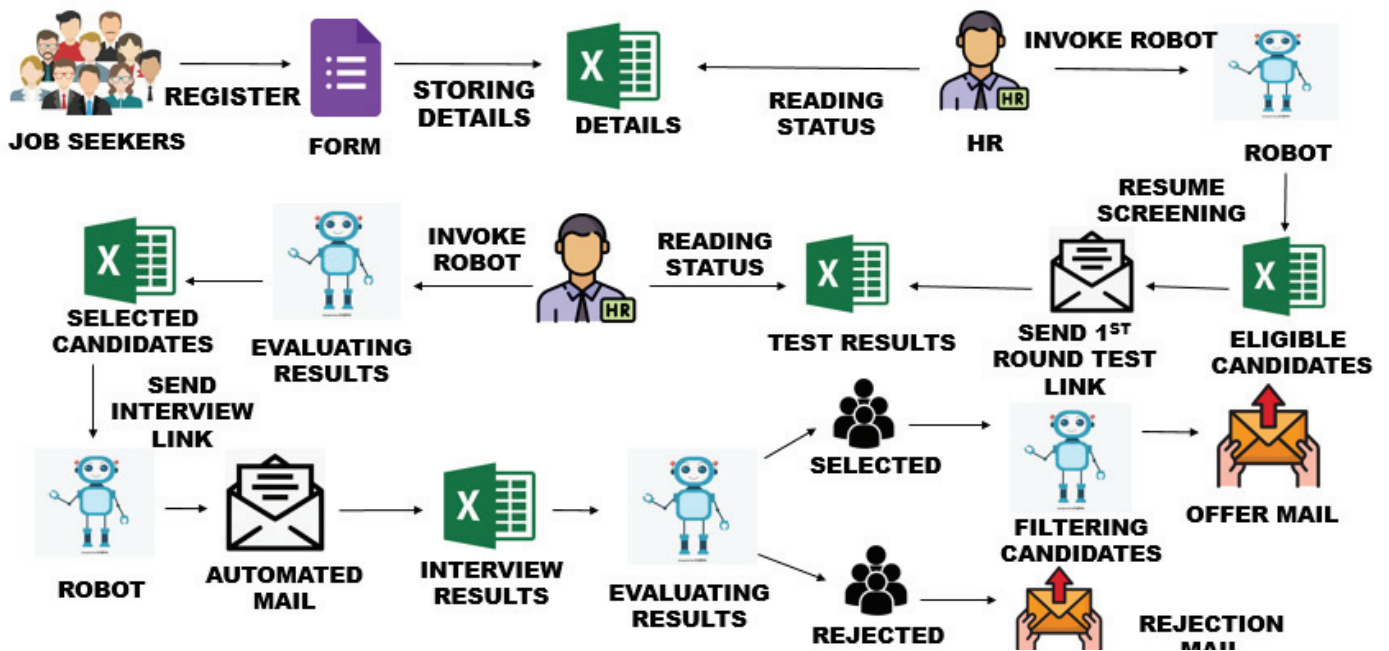 REGISTER
JOB SEEKERS
FORM
STORING
DETAILS
X
DETAILS
READING
STATUS
HR
HR
INVOKE ROBOT
ROBOT
RESUME
SCREENING
X
ELIGIBLE
CANDIDATES
SEND 1ST
ROUND TEST
LINK
X
TEST RESULTS
READING
STATUS
HR
INVOKE
ROBOT
EVALUATING
RESULTS
X
SELECTED
CANDIDATES
SEND
INTERVIEW
LINK
ROBOT
AUTOMATED
MAIL
X
INTERVIEW
RESULTS
EVALUATING
RESULTS
SELECTED
FILTERING
CANDIDATES
OFFER MAIL
REJECTED
REJECTION
MAIL